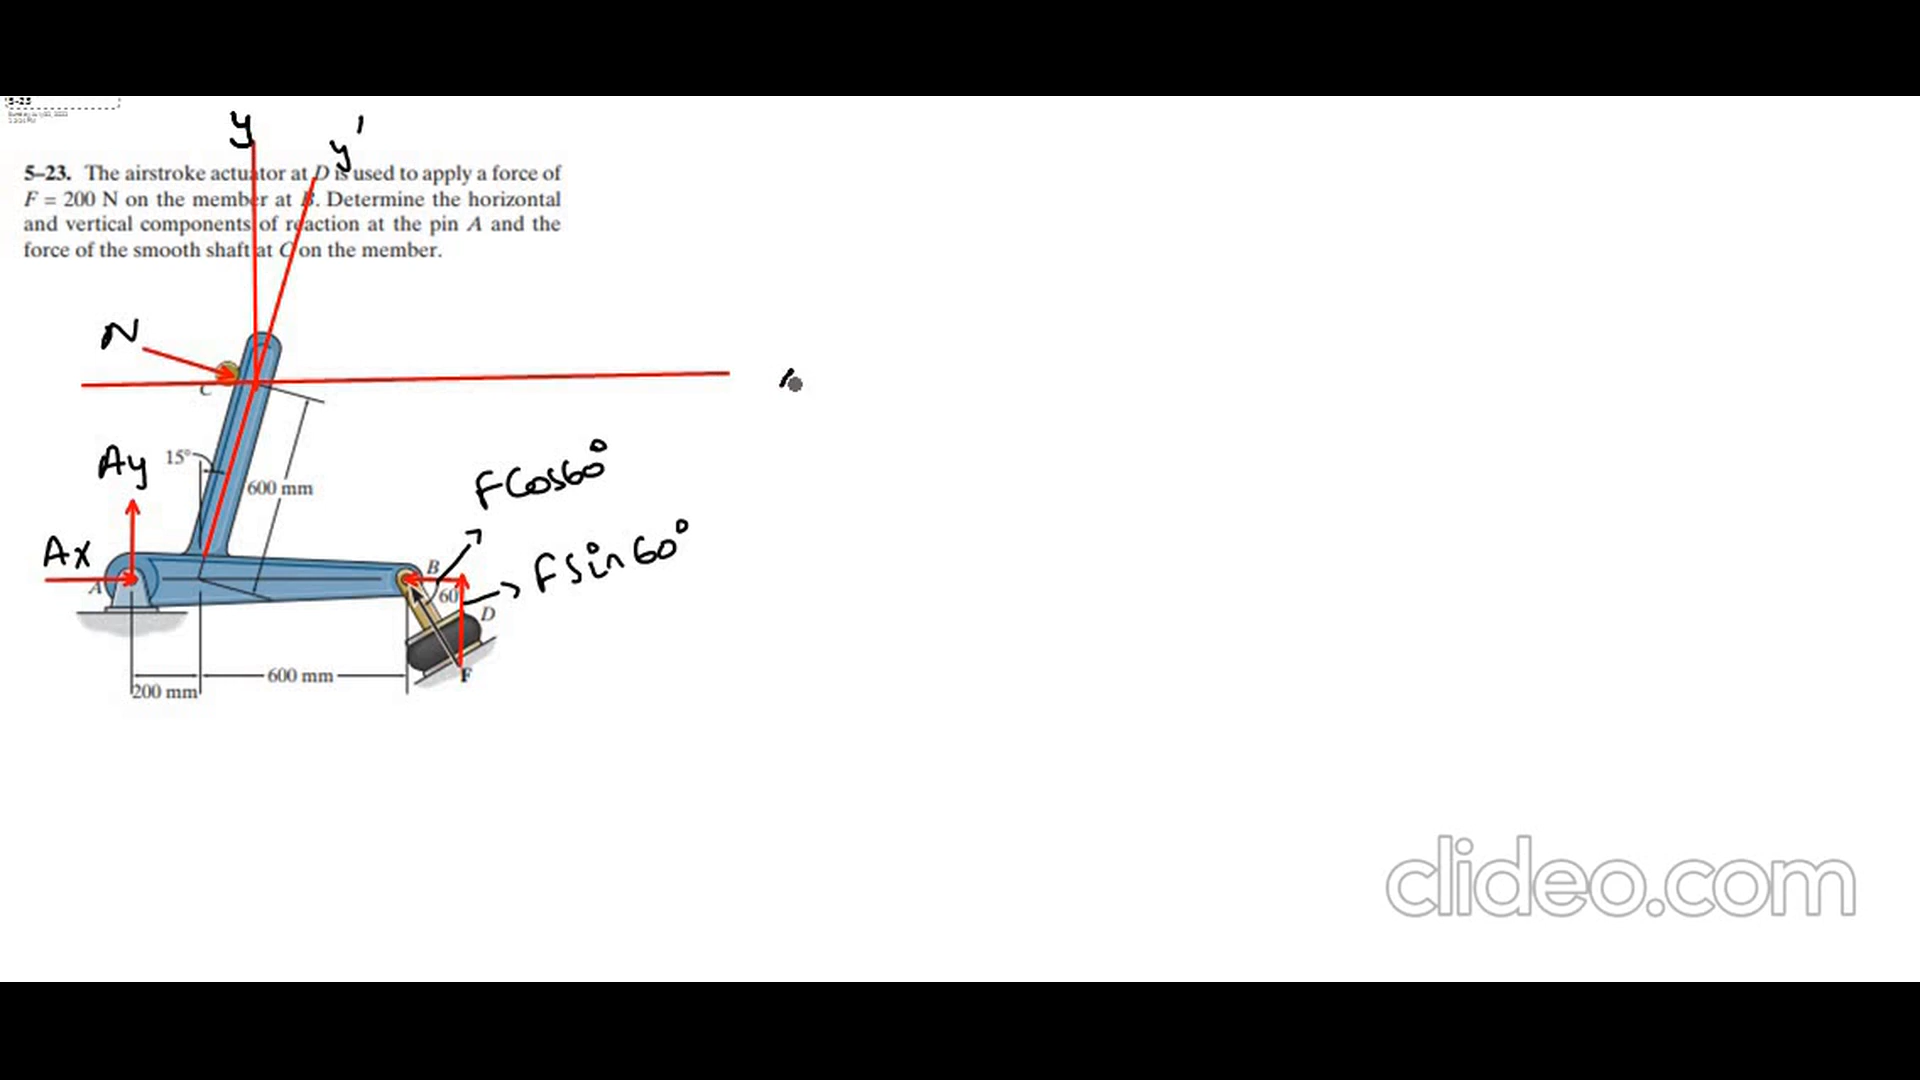 5-23
y
y'
5–23. The airstroke actuator at D is used to apply a force of
F = 200 N on the member at B. Determine the horizontal
and vertical components of reaction at the pin A and the
force of the smooth shaft at C on the member.
N
C
Ay
15°
600 mm
Fcos60°
Ax
Fsin60°
A
B
60
D
F
600 mm
200 mm
clideo.com